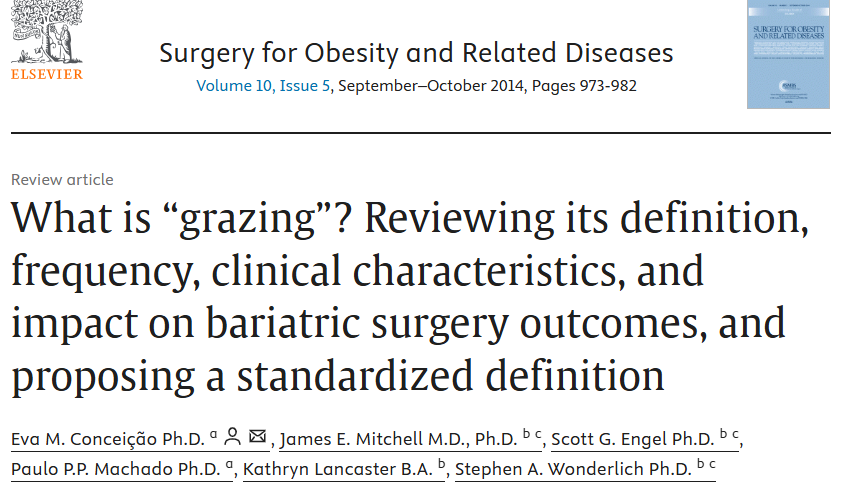 ELSEVIER
Surgery for Obesity and Related Diseases
Volume 10, Issue 5, September–October 2014, Pages 973-982
SURGERY FOR OBESITY
AND RELATED DISEASES
Review article
What is “grazing”? Reviewing its definition,
frequency, clinical characteristics, and
impact on bariatric surgery outcomes, and
proposing a standardized definition
Eva M. Conceição Ph.D. a , James E. Mitchell M.D., Ph.D. b c, Scott G. Engel Ph.D. b c,
Paulo P.P. Machado Ph.D. a, Kathryn Lancaster B.A. b, Stephen A. Wonderlich Ph.D. b c